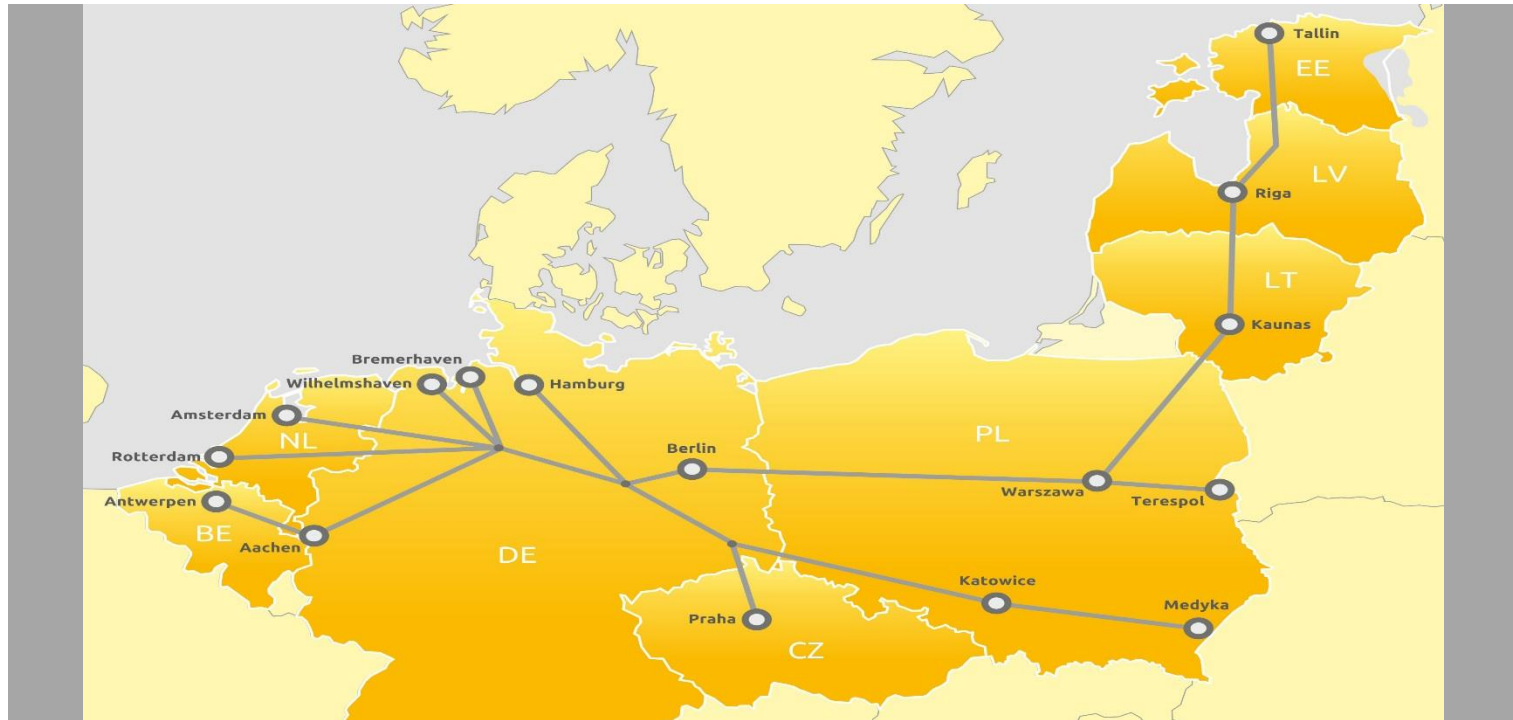 Tallin
EE
LV
Riga
LT
Kaunas
Bremerhaven
Wilhelmshaven
Hamburg
Amsterdam
NL
PL
Rotterdam
Berlin
Antwerpen
Warszawa
Terespol
BE
Aachen
DE
Katowice
Medyka
Praha
CZ